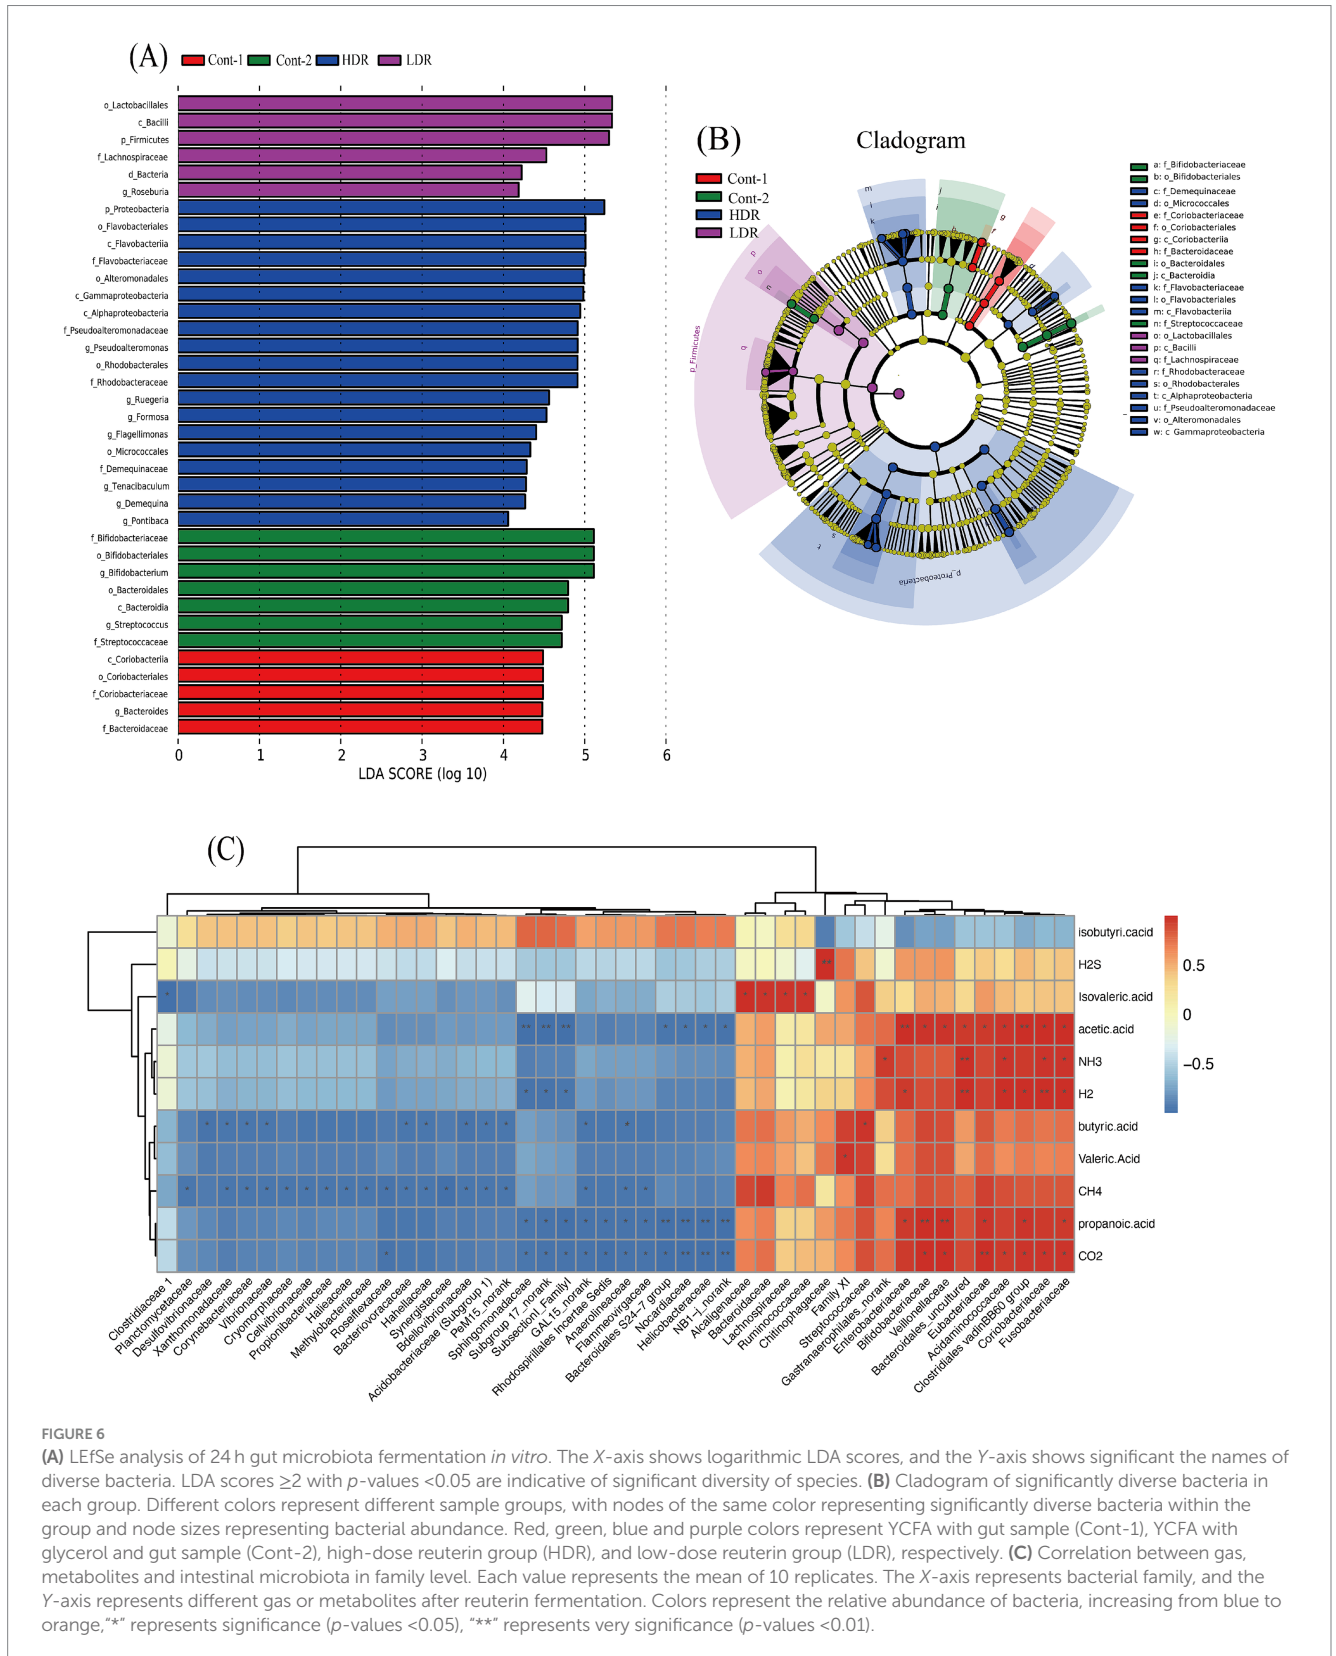 (A)
Cont-1 Cont-2 HDR LDR
o_Lactobacillales
c_Bacilli
p_Firmicutes
f_Lachnospiraceae
d_Bacteria
g_Roseburia
p_Proteobacteria
o_Flavobacteriales
c_Flavobacteriia
f_Flavobacteriaceae
o_Alteromonadales
c_Gammaproteobacteria
c_Alphaproteobacteria
f_Pseudoalteromonadaceae
g_Pseudoalteromonas
o_Rhodobacterales
f_Rhodobacteraceae
g_Ruegeria
g_Formosa
g_Flagellimonas
o_Micrococcales
f_Demequinaceae
g_Tenacibaculum
g_Demequina
g_Pontibaca
f_Bifidobacteriaceae
o_Bifidobacteriales
g_Bifidobacterium
o_Bacteroidales
c_Bacteroidia
g_Streptococcus
f_Streptococcaceae
c_Coriobacteriia
o_Coriobacteriales
f_Coriobacteriaceae
g_Bacteroides
f_Bacteroidaceae
0 1 2 3 4 5 6
LDA SCORE (log 10)
(B)
Cladogram
Cont-1
Cont-2
HDR
LDR
m
l
k
j
i
g
f
p
o
n
q
p_Firmicutes
s
p_Proteobacteria
a: f_Bifidobacteriaceae
b: o_Bifidobacteriales
c: f_Demequinaceae
d: o_Micrococcales
e: f_Coriobacteriaceae
f: o_Coriobacteriales
g: c_Coriobacteriia
h: f_Bacteroidaceae
i: o_Bacteroidales
j: c_Bacteroidia
k: f_Flavobacteriaceae
l: o_Flavobacteriales
m: c_Flavobacteriia
n: f_Streptococcaceae
o: o_Lactobacillales
p: c_Bacilli
q: f_Lachnospiraceae
r: f_Rhodobacteraceae
s: o_Rhodobacterales
t: c_Alphaproteobacteria
u: f_Pseudoalteromonadaceae
v: o_Alteromonadales
w: c_Gammaproteobacteria
(C)
isobutyri.cacid
H2S
Isovaleric.acid
acetic.acid
NH3
H2
butyric.acid
Valeric.Acid
CH4
propanoic.acid
CO2
0.5
0
−0.5
Clostridiaceae 1
Planctomycetaceae
Desulfovibrionaceae
Xanthomonadaceae
Corynebacteriaceae
Vibrionaceae
Cryomorphaceae
Cellvibrionaceae
Propionibacteriaceae
Halieaceae
Methylobacteriaceae
Roseiflexaceae
Bacteriovoracaceae
Hahellaceae
Synergistaceae
Bdellovibrionaceae
Acidobacteriaceae (Subgroup 1)
PeM15_norank
Sphingomonadaceae
Subgroup 17_norank
SubsectionI_FamilyI
GAL15_norank
Rhodospirillales Incertae Sedis
Anaerolineaceae
Flammeovirgaceae
Bacteroidales S24−7 group
Nocardiaceae
Helicobacteraceae
NB1−j_norank
Alcaligenaceae
Bacteroidaceae
Lachnospiraceae
Ruminococcaceae
Chitinophagaceae
Family XI
Streptococcaceae
Gastranaerophilales_norank
Enterobacteriaceae
Bifidobacteriaceae
Veillonellaceae
Bacteroidales_uncultured
Eubacteriaceae
Acidaminococcaceae
Clostridiales vadinBB60 group
Coriobacteriaceae
Fusobacteriaceae
FIGURE 6
(A) LEfSe analysis of 24 h gut microbiota fermentation in vitro. The X-axis shows logarithmic LDA scores, and the Y-axis shows significant the names of
diverse bacteria. LDA scores ≥2 with p-values <0.05 are indicative of significant diversity of species. (B) Cladogram of significantly diverse bacteria in
each group. Different colors represent different sample groups, with nodes of the same color representing significantly diverse bacteria within the
group and node sizes representing bacterial abundance. Red, green, blue and purple colors represent YCFA with gut sample (Cont-1), YCFA with
glycerol and gut sample (Cont-2), high-dose reuterin group (HDR), and low-dose reuterin group (LDR), respectively. (C) Correlation between gas,
metabolites and intestinal microbiota in family level. Each value represents the mean of 10 replicates. The X-axis represents bacterial family, and the
Y-axis represents different gas or metabolites after reuterin fermentation. Colors represent the relative abundance of bacteria, increasing from blue to
orange,“*” represents significance (p-values <0.05), “**” represents very significance (p-values <0.01).